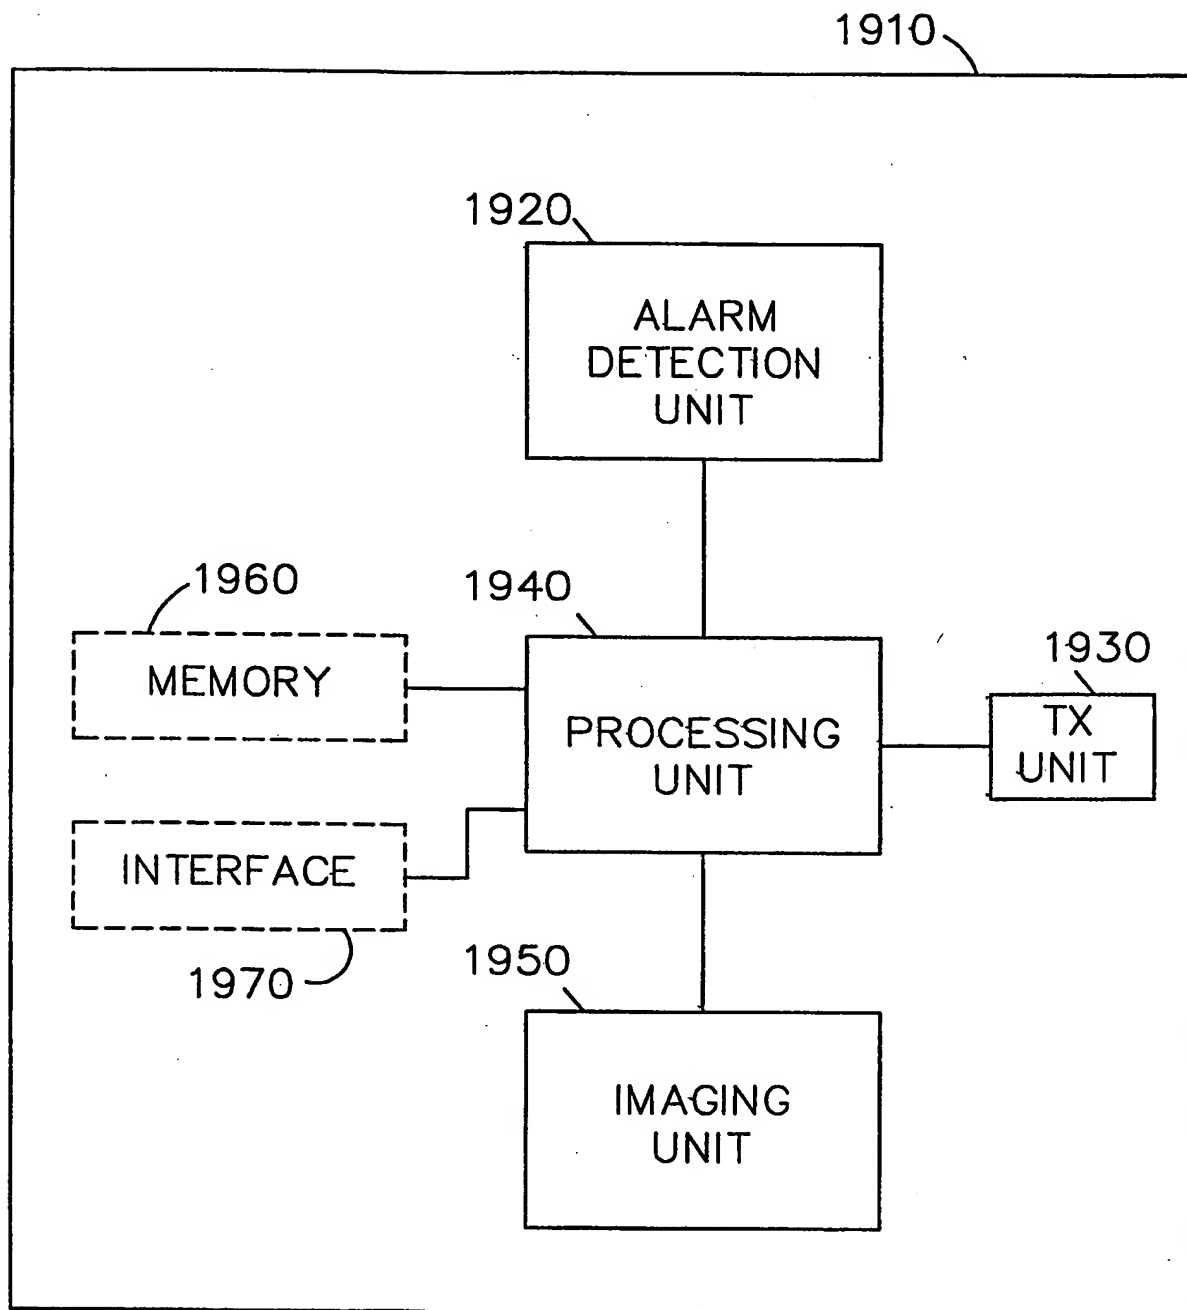 1910
1920
ALARM
DETECTION
UNIT
1960
MEMORY
1940
PROCESSING
UNIT
1930
TX
UNIT
INTERFACE
1970
1950
IMAGING
UNIT